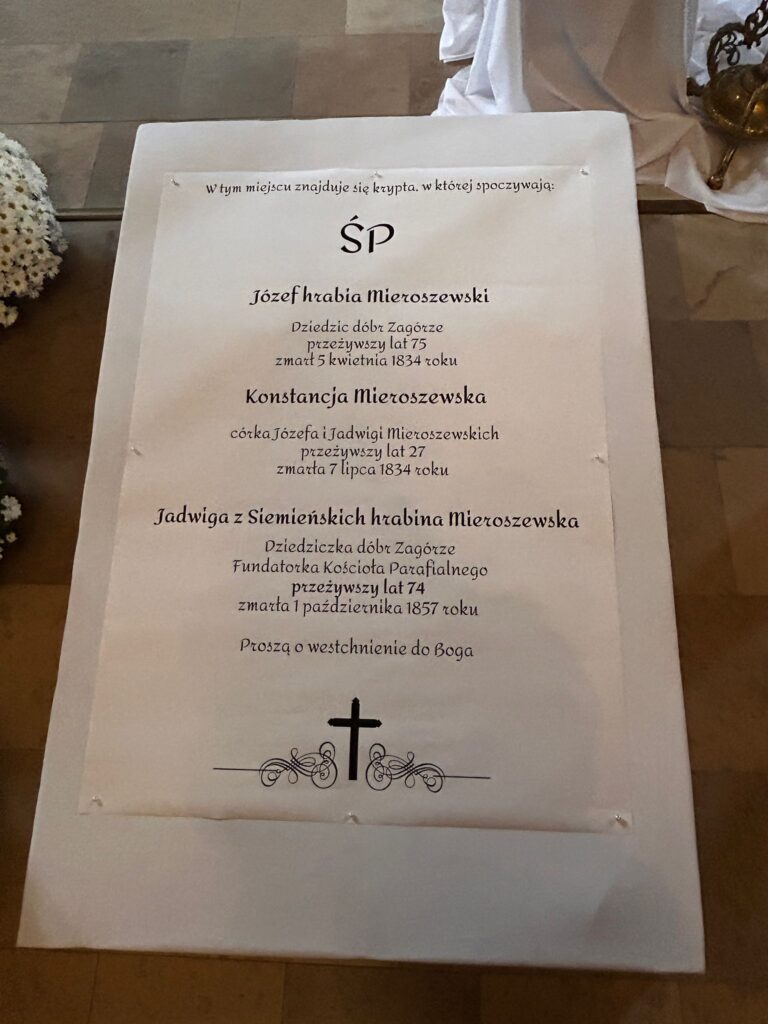 W tym miejscu znajduje się krypta, w której spoczywają:
ŚP
Józef hrabia Mieroszewski
Dziedzic dóbr Zagórze
przeżywszy lat 75
zmarł 5 kwietnia 1834 roku
Konstancja Mieroszewska
córka Józefa i Jadwigi Mieroszewskich
przeżywszy lat 27
zmarła 7 lipca 1834 roku
Jadwiga z Siemieńskich hrabina Mieroszewska
Dziedziczka dóbr Zagórze
Fundatorka Kościoła Parafialnego
przeżywszy lat 74
zmarła 1 października 1857 roku
Proszą o westchnienie do Boga